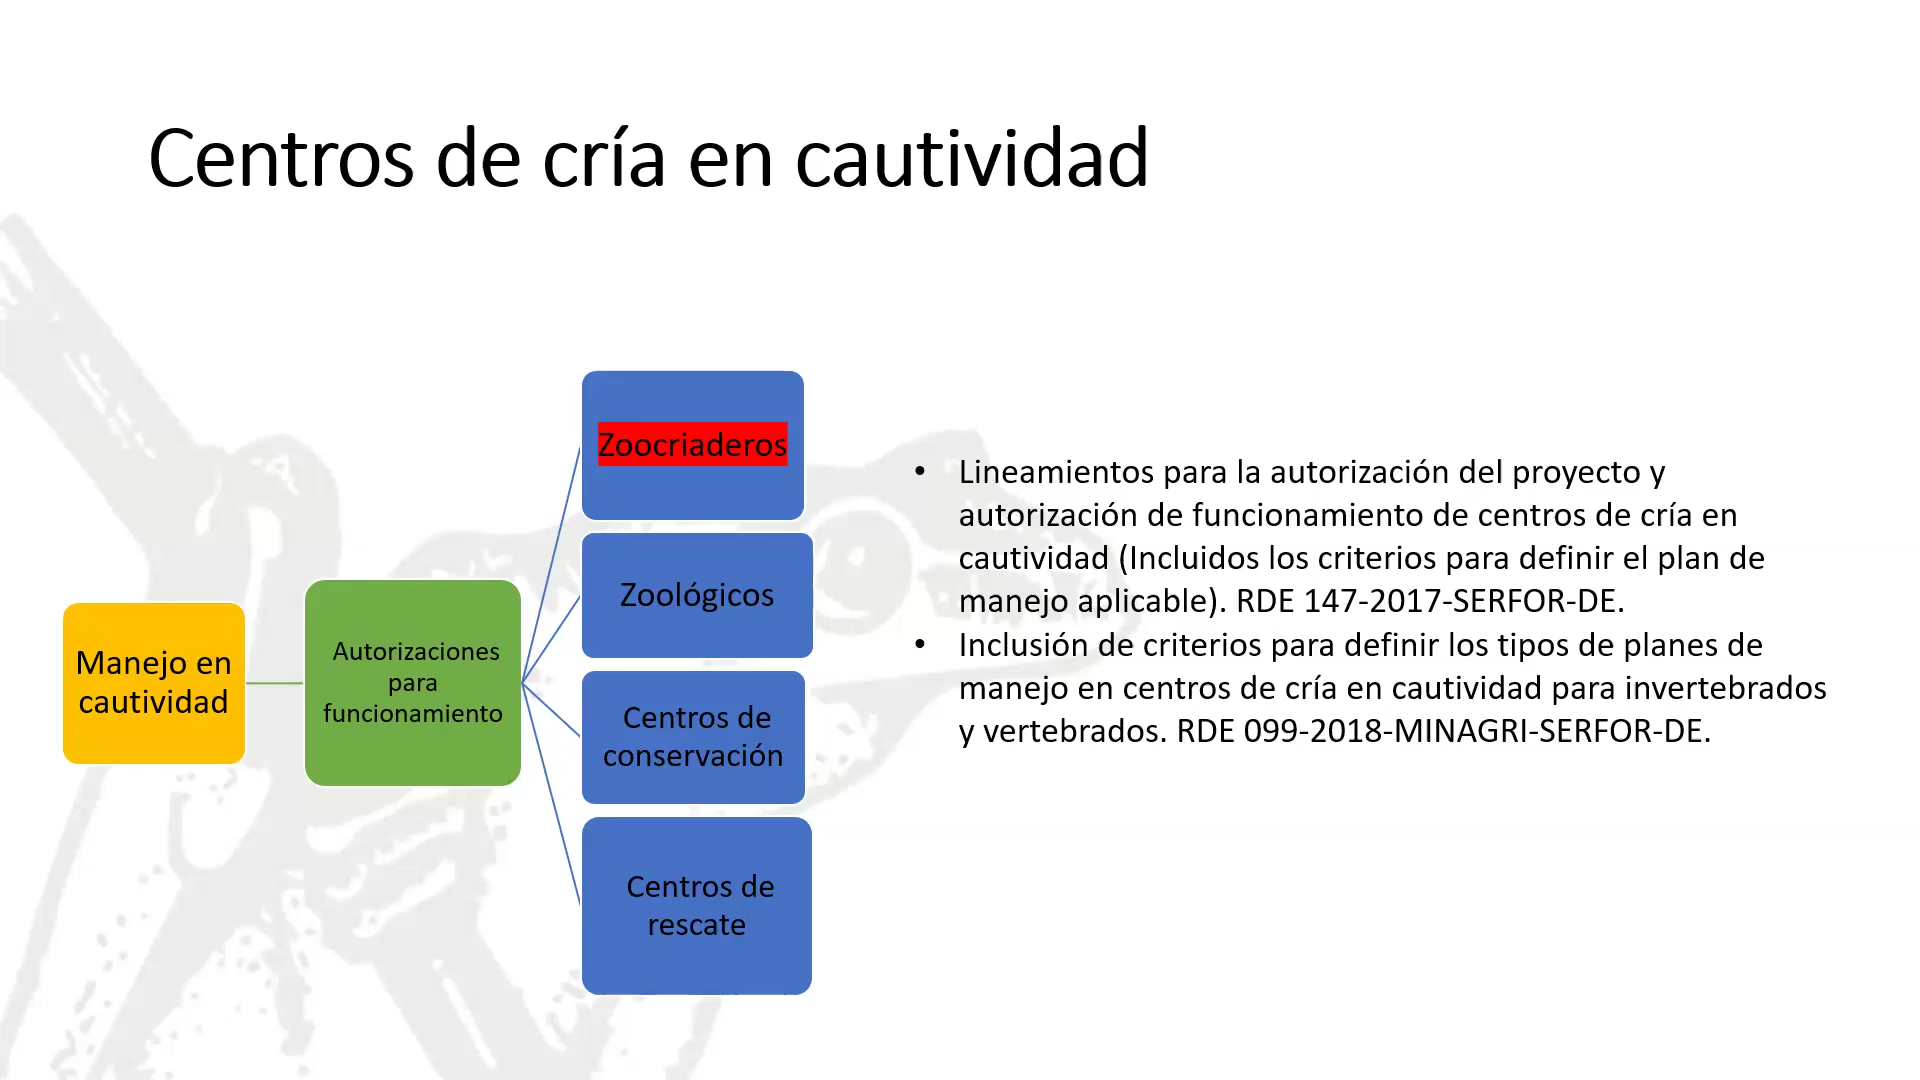 Centros de cría en cautividad
Manejo en
cautividad
Autorizaciones
para
funcionamiento
Zoocriaderos
Zoológicos
Centros de
conservación
Centros de
rescate
• Lineamientos para la autorización del proyecto y
autorización de funcionamiento de centros de cría en
cautividad (Incluidos los criterios para definir el plan de
manejo aplicable). RDE 147-2017-SERFOR-DE.
• Inclusión de criterios para definir los tipos de planes de
manejo en centros de cría en cautividad para invertebrados
y vertebrados. RDE 099-2018-MINAGRI-SERFOR-DE.